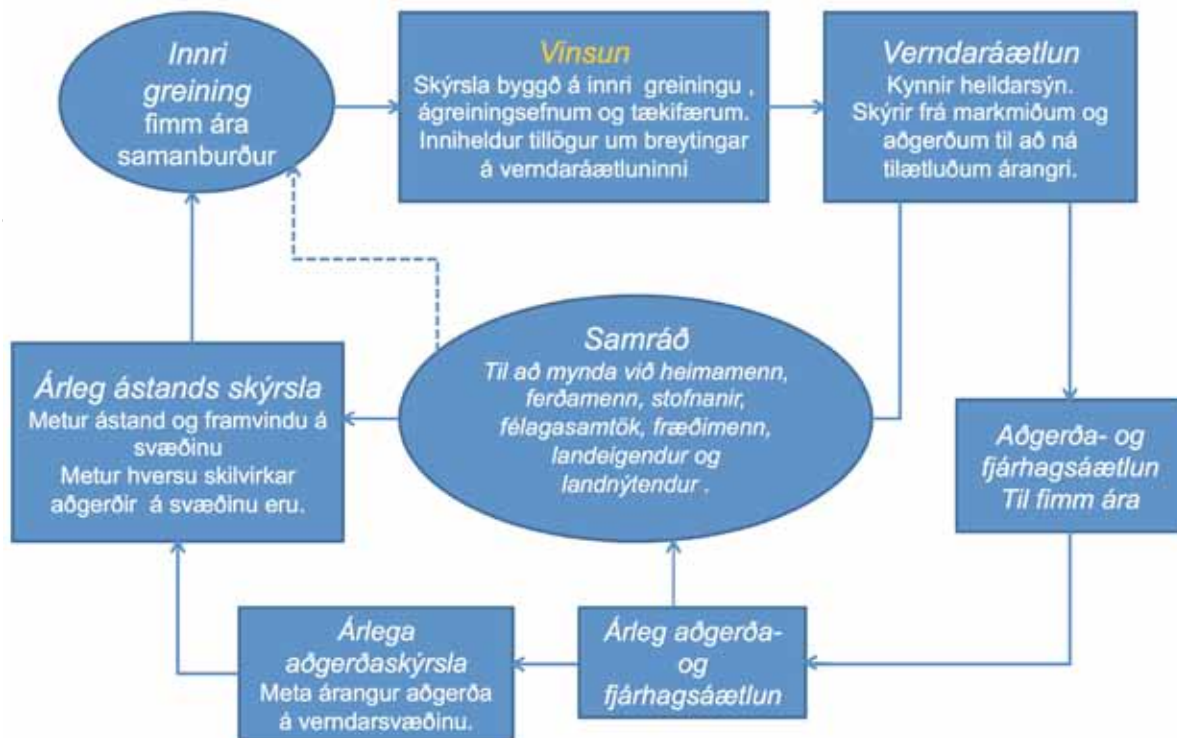 Innri
greining
fimm ára
samanburður
Vinsun
Skýrsla byggð á innri greiningu ,
ágreiningsefnum og tækifærum.
Inniheldur tillögur um breytingar
á verndaráætluninni
Verndaráætlun
Kynnir heildarsýn.
Skýrir frá markmiðum og
aðgerðum til að ná
tilætluðum árangri.
Samráð
Til að mynda við heimamenn,
ferðamenn, stofnanir,
félagasamtök, fræðimenn,
landeigendur og
landnýtendur .
Árleg ástands skýrsla
Metur ástand og framvindu á
svæðinu
Metur hversu skilvirkar
aðgerðir á svæðinu eru.
Aðgerða- og
fjárhagsáætlun
Til fimm ára
Árlega
aðgerðaskýrsla
Meta árangur aðgerða
á verndarsvæðinu.
Árleg aðgerða-
og
fjárhagsáætlun